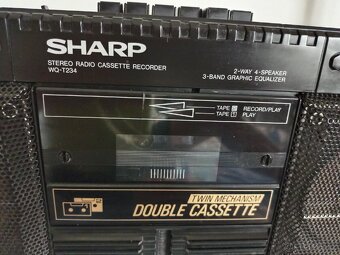 SHARP
STEREO RADIO CASSETTE RECORDER
WQ-T234
2-WAY 4-SPEAKER
3-BAND GRAPHIC EQUALIZER
TAPE 2 RECORD/PLAY
TAPE 1 PLAY
TWIN MECHANISM
DOUBLE CASSETTE